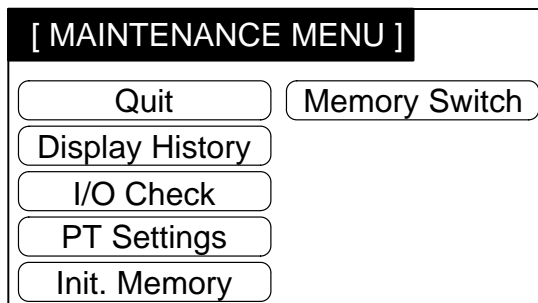 [ MAINTENANCE MENU ]
Quit Memory Switch
Display History
I/O Check
PT Settings
Init. Memory